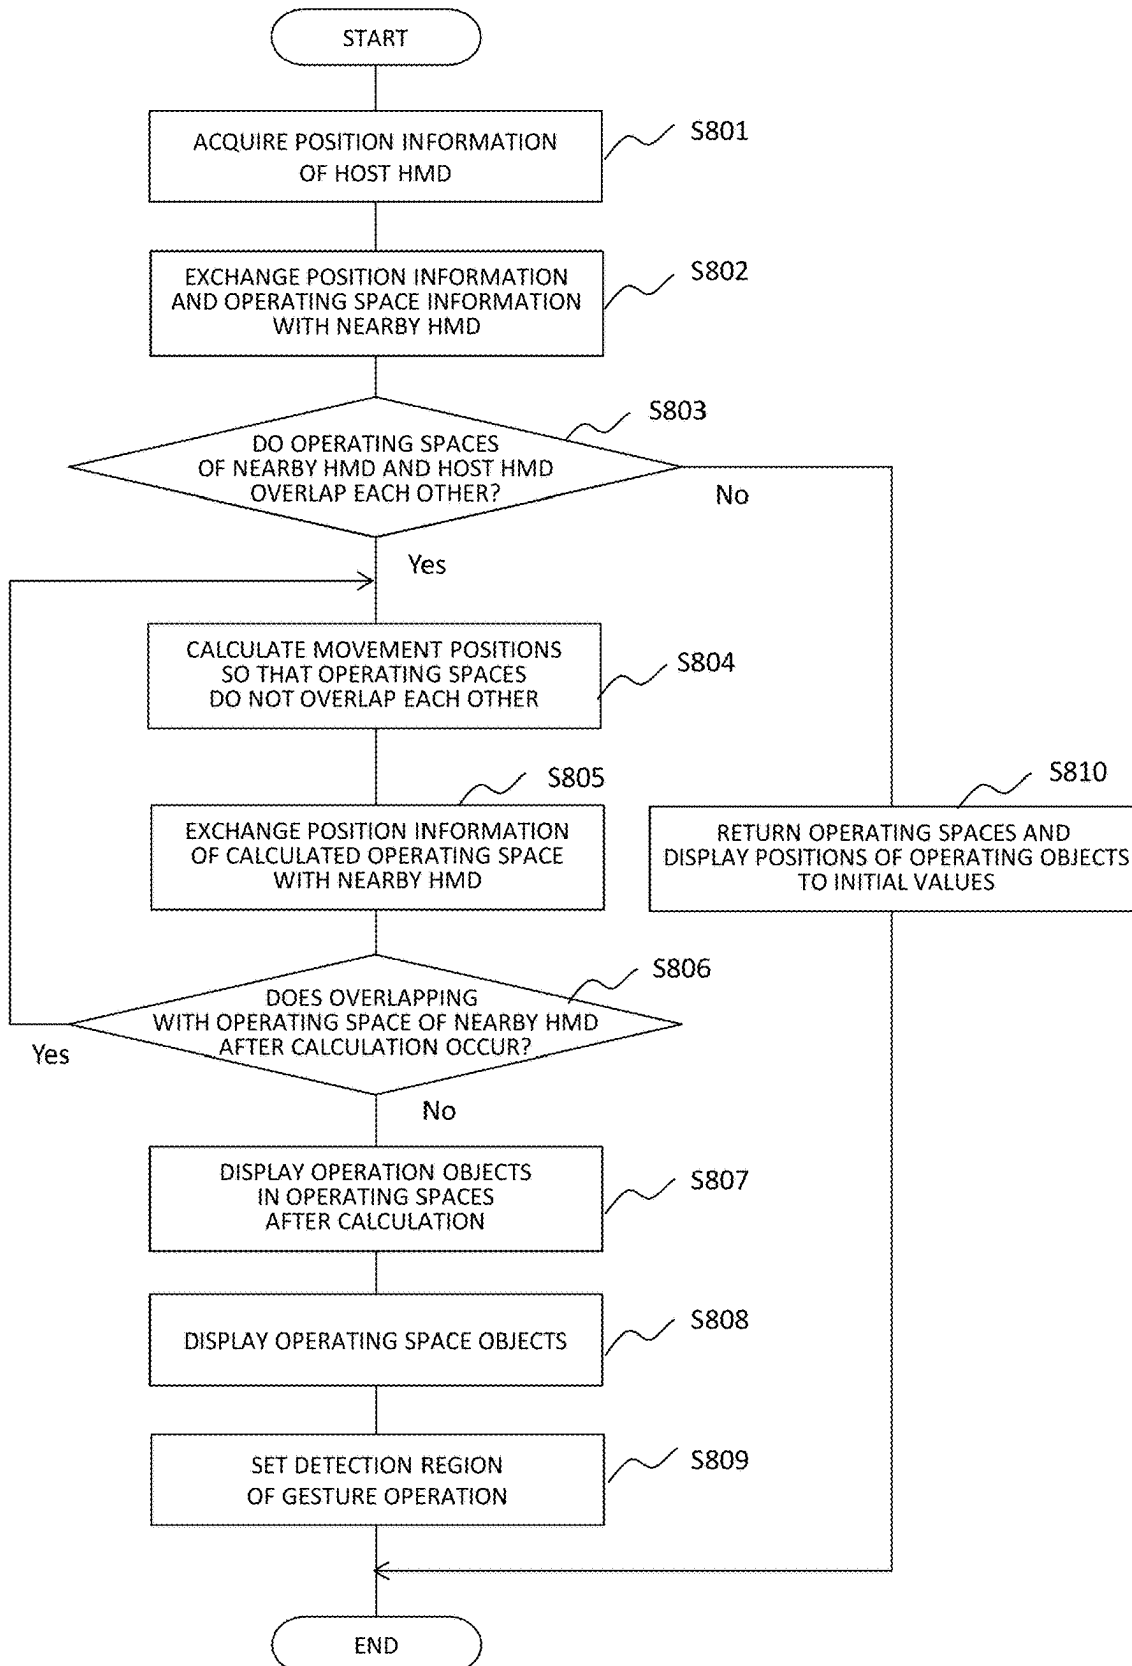 START
ACQUIRE POSITION INFORMATION
OF HOST HMD
S801
EXCHANGE POSITION INFORMATION
AND OPERATING SPACE INFORMATION
WITH NEARBY HMD
S802
DO OPERATING SPACES
OF NEARBY HMD AND HOST HMD
OVERLAP EACH OTHER?
S803
No
Yes
CALCULATE MOVEMENT POSITIONS
SO THAT OPERATING SPACES
DO NOT OVERLAP EACH OTHER
S804
EXCHANGE POSITION INFORMATION
OF CALCULATED OPERATING SPACE
WITH NEARBY HMD
S805
RETURN OPERATING SPACES AND
DISPLAY POSITIONS OF OPERATING OBJECTS
TO INITIAL VALUES
S810
DOES OVERLAPPING
WITH OPERATING SPACE OF NEARBY HMD
AFTER CALCULATION OCCUR?
S806
Yes
No
DISPLAY OPERATION OBJECTS
IN OPERATING SPACES
AFTER CALCULATION
S807
DISPLAY OPERATING SPACE OBJECTS
S808
SET DETECTION REGION
OF GESTURE OPERATION
S809
END